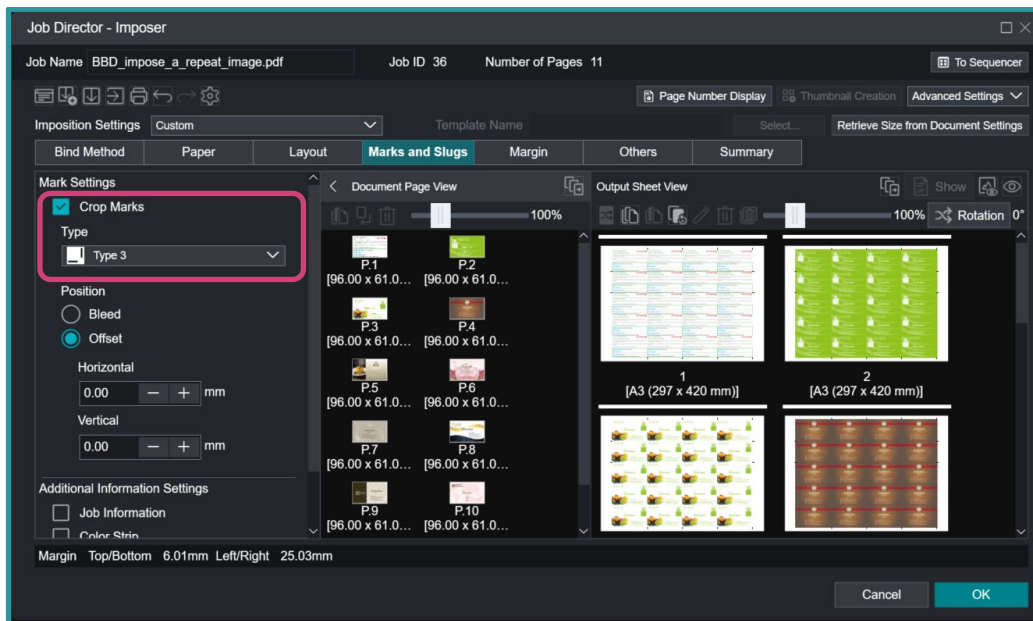 Job Director - Imposer
Job Name BBD_impose_a_repeat_image.pdf Job ID 36 Number of Pages 11 To Sequencer
Page Number Display Thumbnail Creation Advanced Settings
Imposition Settings Custom Template Name Select... Retrieve Size from Document Settings
Bind Method Paper Layout Marks and Slugs Margin Others Summary
Mark Settings
Crop Marks
Type
Type 3
Position
Bleed
Offset
Horizontal
0.00 mm
Vertical
0.00 mm
Additional Information Settings
Job Information
Color Strip
Document Page View
100%
P.1 P.2
[96.00 x 61.0... [96.00 x 61.0...
P.3 P.4
[96.00 x 61.0... [96.00 x 61.0...
P.5 P.6
[96.00 x 61.0... [96.00 x 61.0...
P.7 P.8
[96.00 x 61.0... [96.00 x 61.0...
P.9 P.10
[96.00 x 61.0... [96.00 x 61.0...
Output Sheet View Show
100% Rotation 0°
1 2
[A3 (297 x 420 mm)] [A3 (297 x 420 mm)]
Margin Top/Bottom 6.01mm Left/Right 25.03mm
Cancel OK